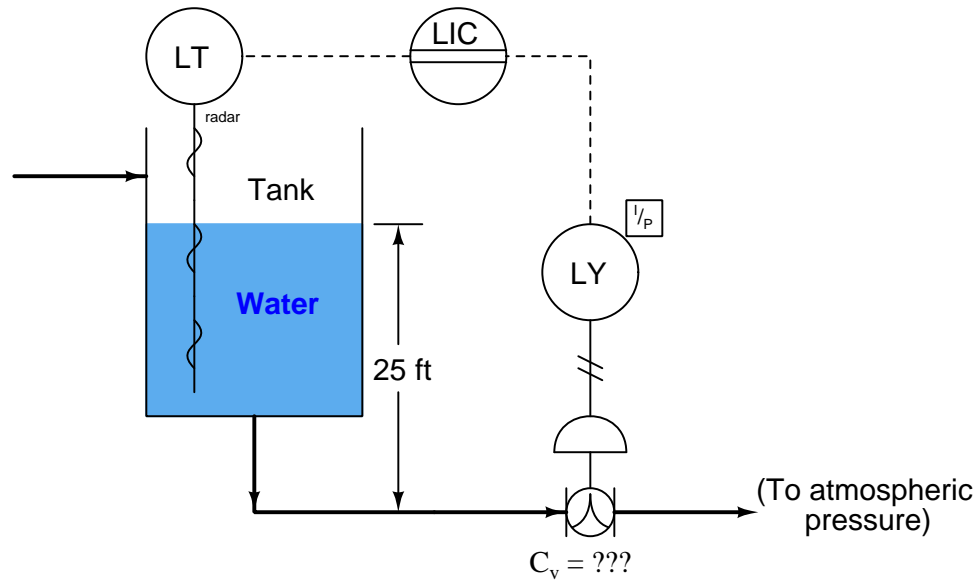 LT
LIC
radar
I/P
Tank
LY
Water
25 ft
(To atmospheric
pressure)
Cv = ???